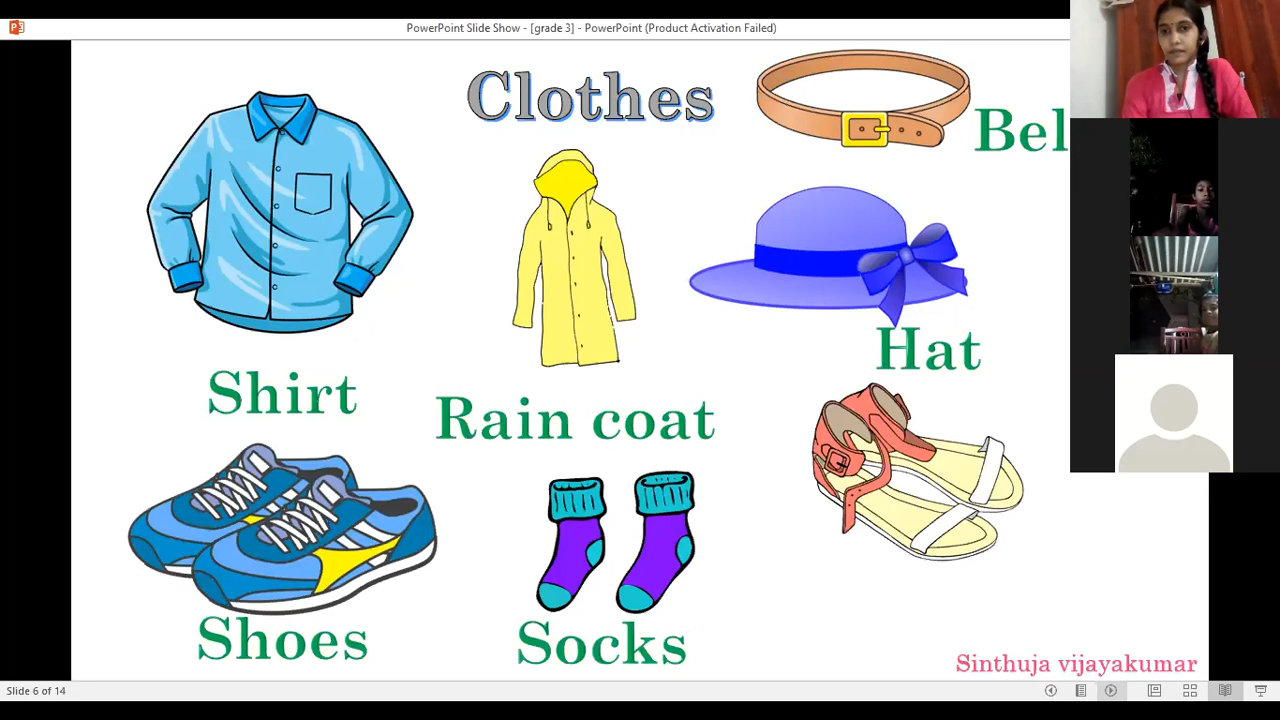 PowerPoint Slide Show - [grade 3] - PowerPoint (Product Activation Failed)
Clothes
Bel
Shirt
Rain coat
Hat
Shoes
Socks
Sinthuja vijayakumar
Slide 6 of 14